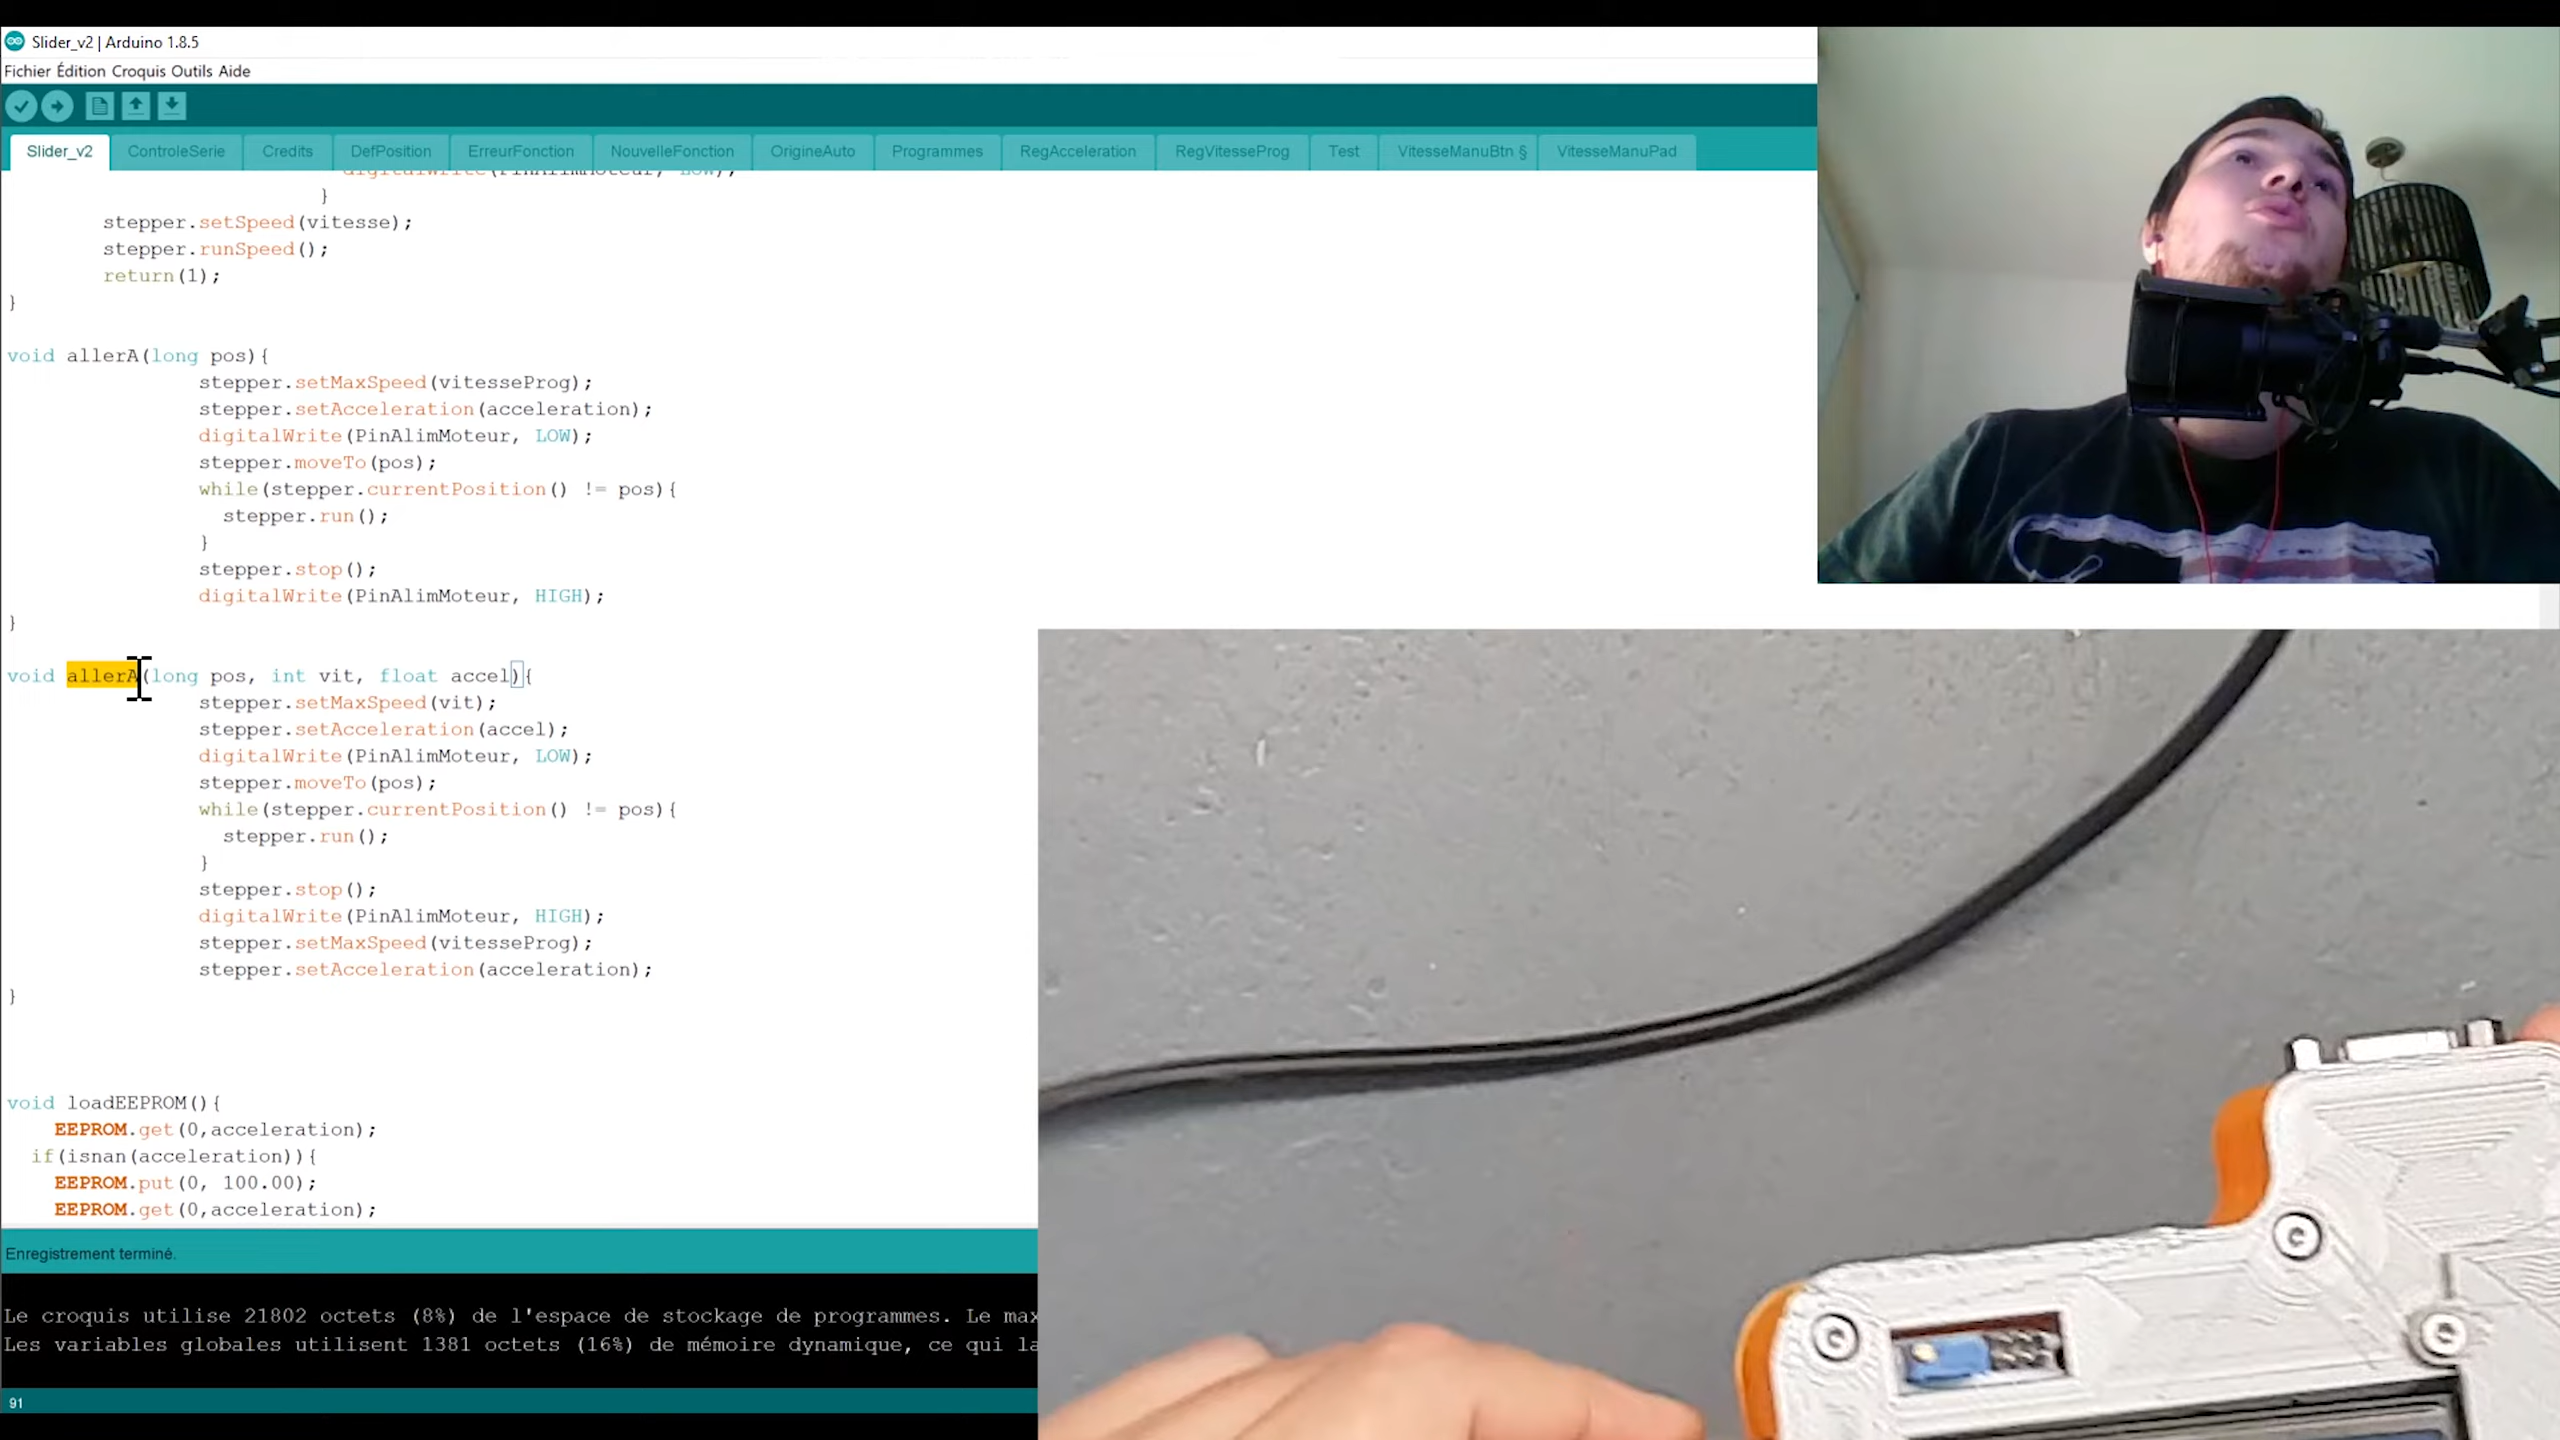 Slider_v2 | Arduino 1.8.5
Fichier Édition Croquis Outils Aide
Slider_v2 ControleSerie Credits DefPosition ErreurFonction NouvelleFonction OrigineAuto Programmes RegAcceleration RegVitesseProg Test VitesseManuBtn § VitesseManuPad
digitalWrite(PinAlimMoteur, LOW);
}
stepper.setSpeed(vitesse);
stepper.runSpeed();
return(1);
}
void allerA(long pos){
stepper.setMaxSpeed(vitesseProg);
stepper.setAcceleration(acceleration);
digitalWrite(PinAlimMoteur, LOW);
stepper.moveTo(pos);
while(stepper.currentPosition() != pos){
stepper.run();
}
stepper.stop();
digitalWrite(PinAlimMoteur, HIGH);
}
void allerA(long pos, int vit, float accel){
stepper.setMaxSpeed(vit);
stepper.setAcceleration(accel);
digitalWrite(PinAlimMoteur, LOW);
stepper.moveTo(pos);
while(stepper.currentPosition() != pos){
stepper.run();
}
stepper.stop();
digitalWrite(PinAlimMoteur, HIGH);
stepper.setMaxSpeed(vitesseProg);
stepper.setAcceleration(acceleration);
}
void loadEEPROM(){
EEPROM.get(0,acceleration);
if(isnan(acceleration)){
EEPROM.put(0, 100.00);
EEPROM.get(0,acceleration);
Enregistrement terminé.
Le croquis utilise 21802 octets (8%) de l'espace de stockage de programmes. Le max
Les variables globales utilisent 1381 octets (16%) de mémoire dynamique, ce qui la
91